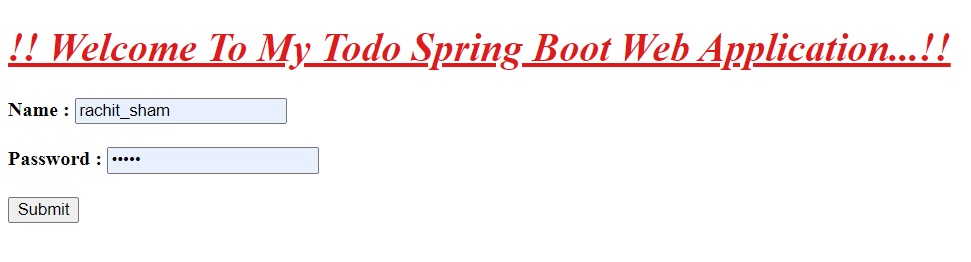 !! Welcome To My Todo Spring Boot Web Application...!!
Name : rachit_sham
Password : •••••
Submit